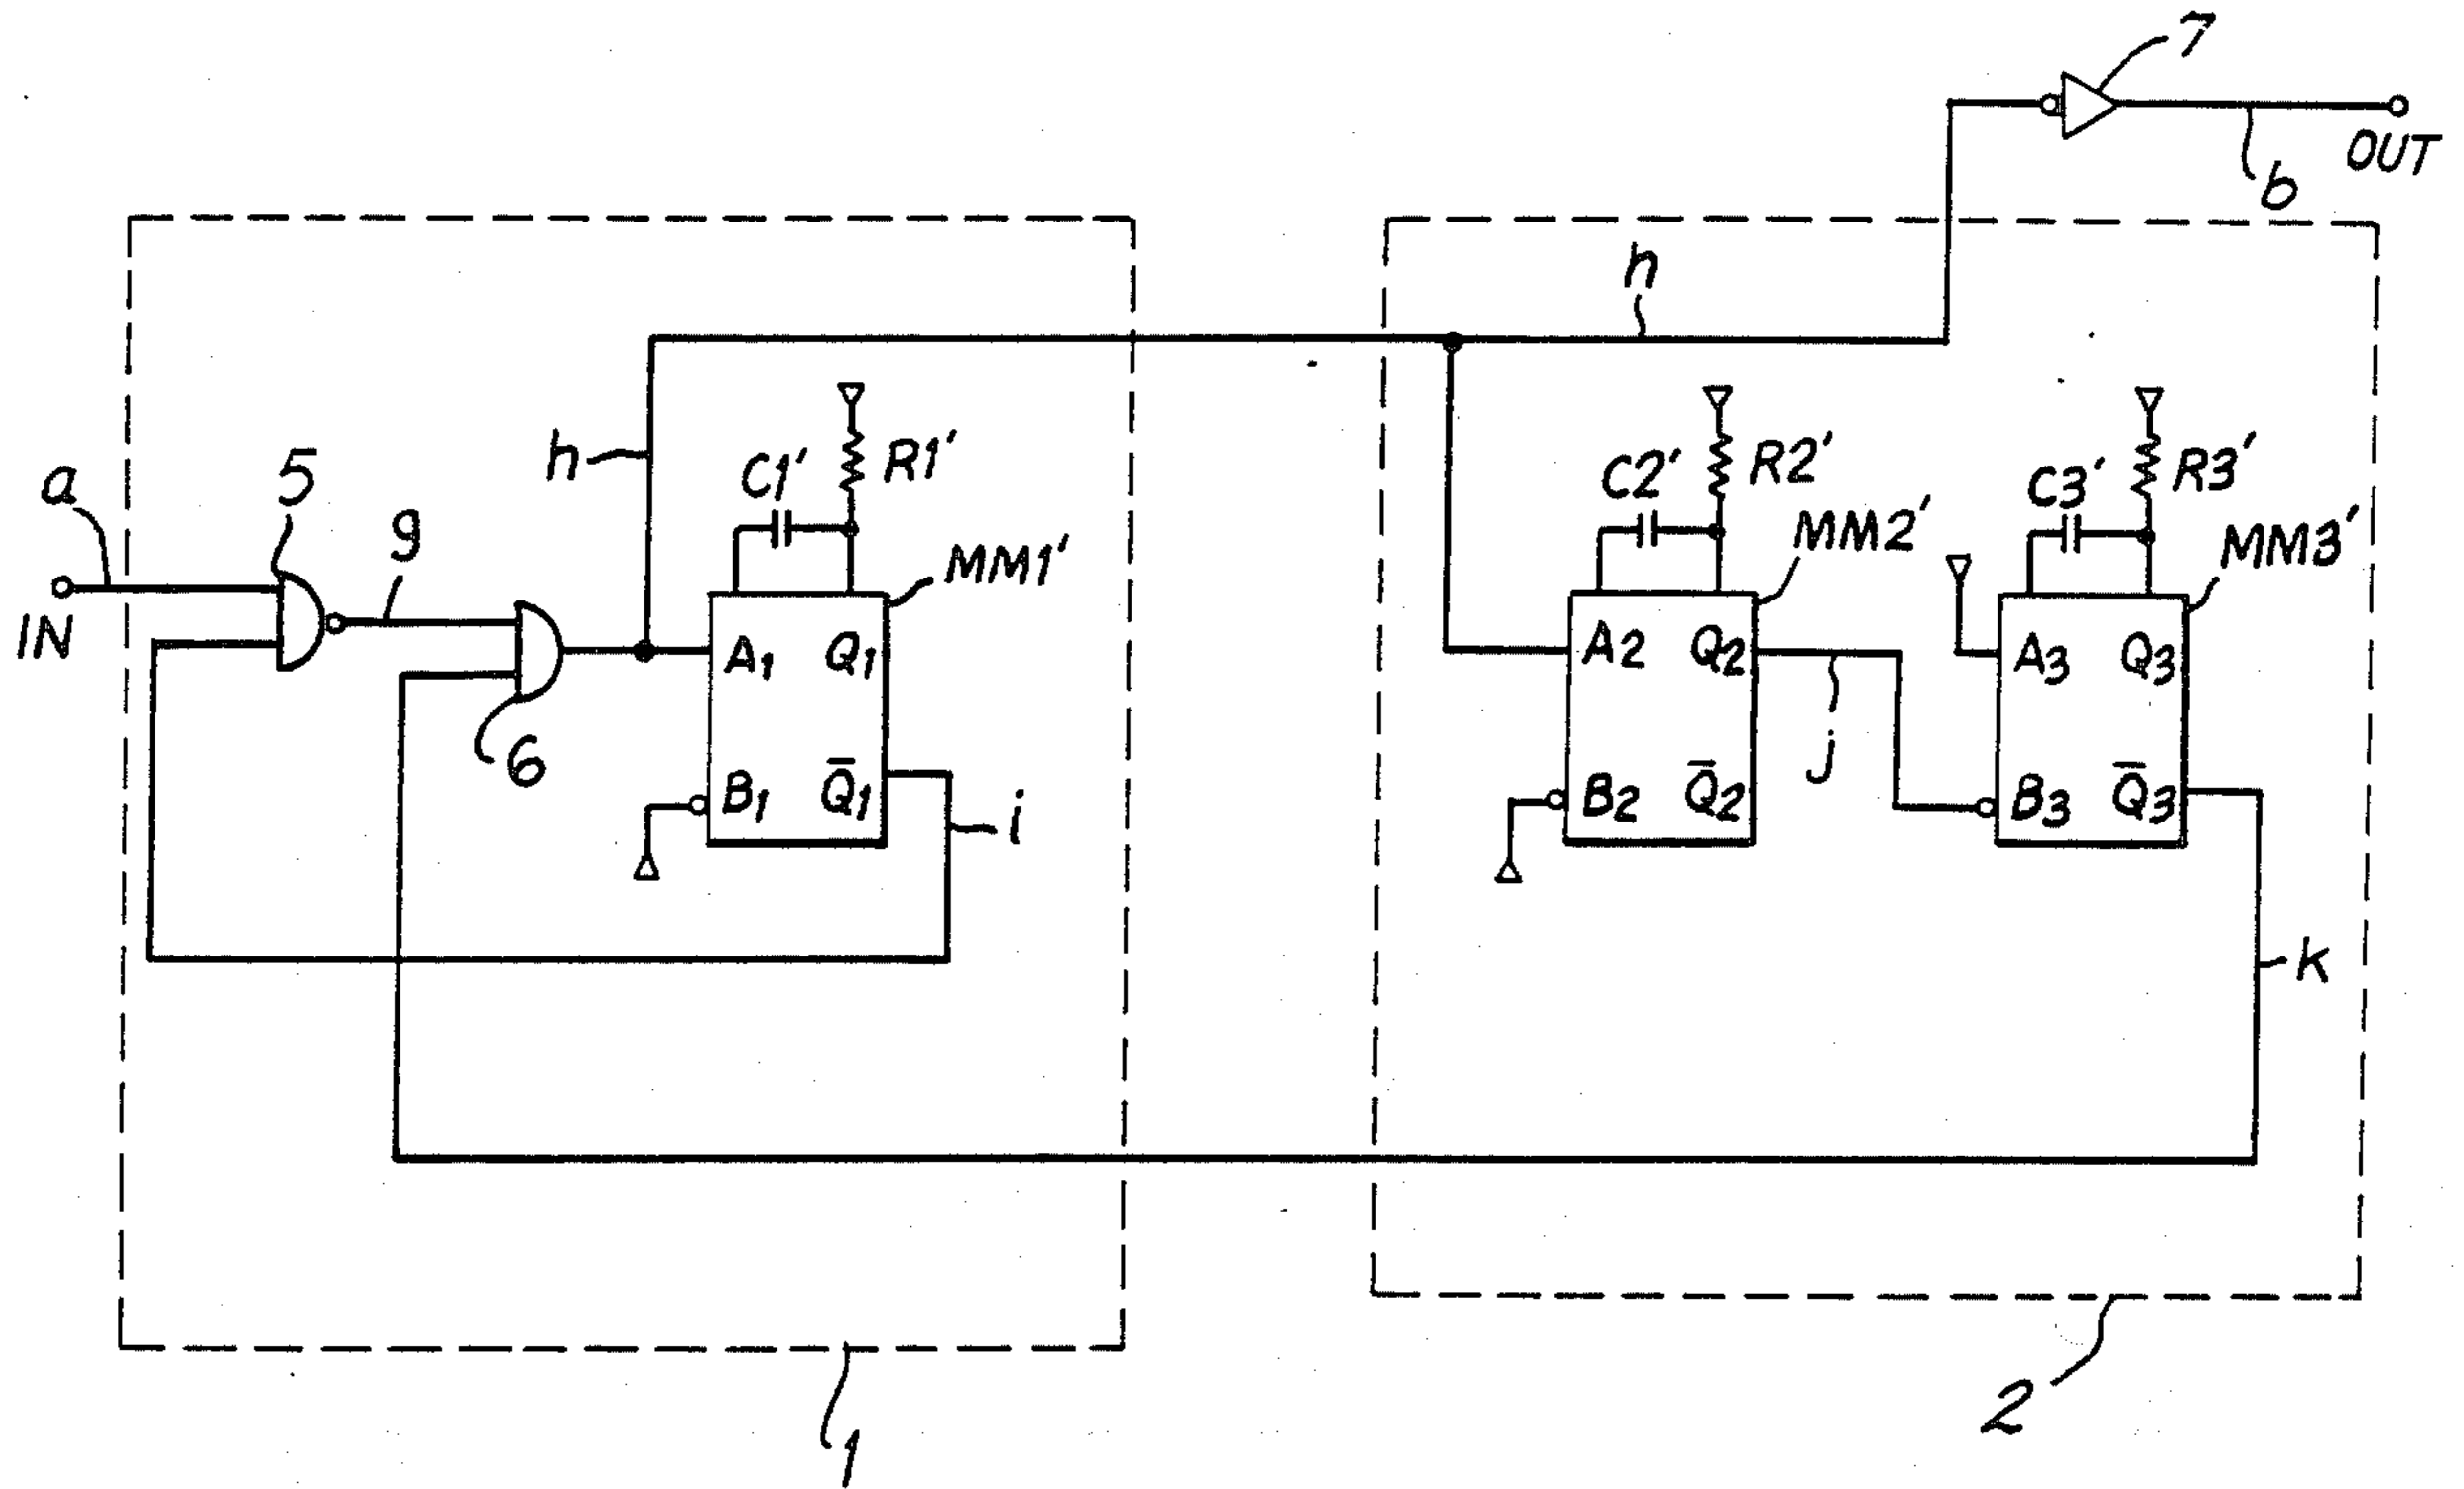 7
OUT
b
h
a
5
g
h
C1' R1'
MM1'
C2' R2'
MM2'
C3' R3'
MM3'
IN
6
A1 Q1
B1 Q̅1
i
A2 Q2
B2 Q̅2
j
A3 Q3
B3 Q̅3
k
1
2